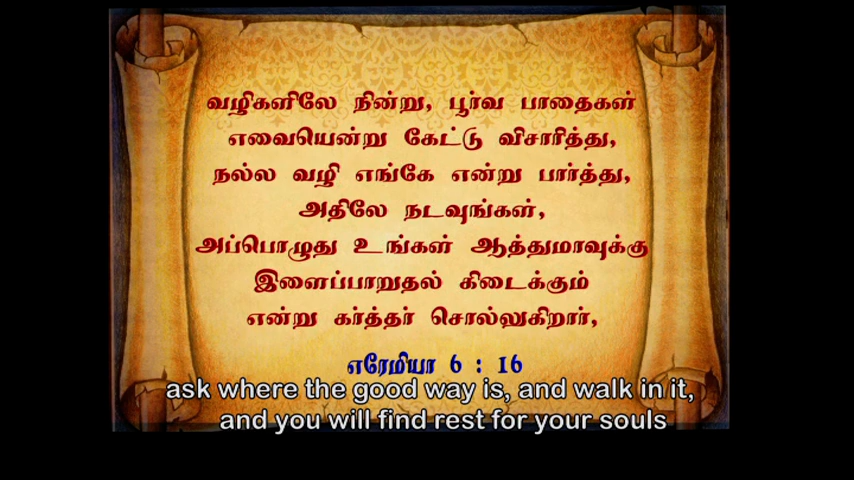 வழிகளிலே நின்று, பூர்வ பாதைகள்
எவையென்று கேட்டு விசாரித்து,
நல்ல வழி எங்கே என்று பார்த்து,
அதிலே நடவுங்கள்,
அப்பொழுது உங்கள் ஆத்துமாவுக்கு
இளைப்பாறுதல் கிடைக்கும்
என்று கர்த்தர் சொல்லுகிறார்,
எரேமியா 6 : 16
ask where the good way is, and walk in it,
and you will find rest for your souls